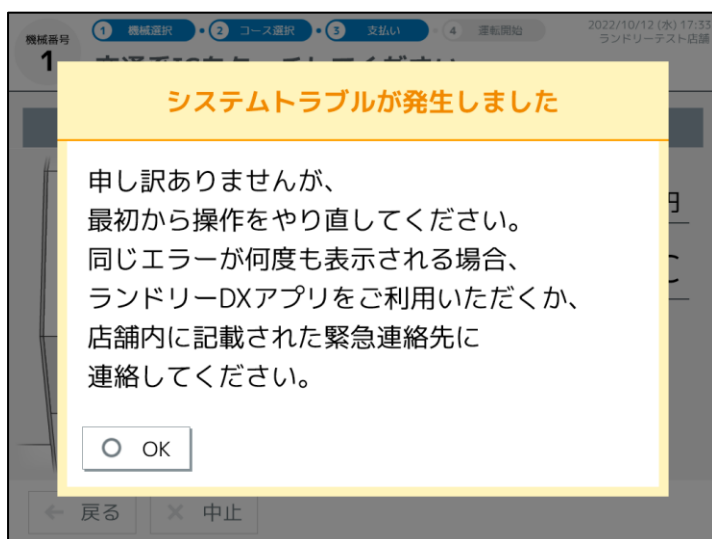 機械番号
1
1 機械選択 2 コース選択 3 支払い 4 運転開始
2022/10/12 (水) 17:33
ランドリーテスト店舗
システムトラブルが発生しました
申し訳ありませんが、
最初から操作をやり直してください。
同じエラーが何度も表示される場合、
ランドリーDXアプリをご利用いただくか、
店舗内に記載された緊急連絡先に
連絡してください。
円
OK
← 戻る × 中止